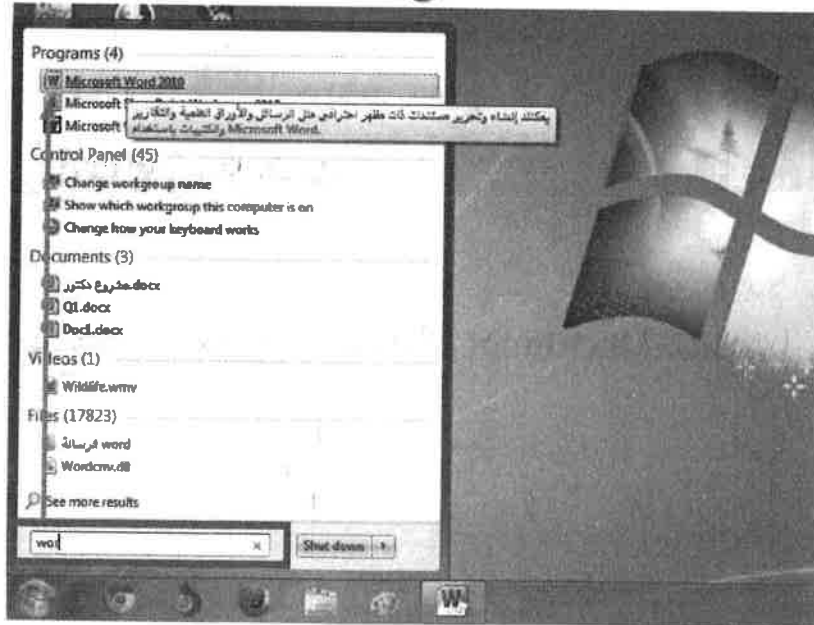 Programs (4)
Microsoft Word 2010
Microsoft
يمكنك إنشاء وتحرير مستندات ذات مظهر احترافي مثل الرسائل والأوراق العلمية والتقارير
والكتيبات باستخدام Microsoft Word.
Microsoft
Control Panel (45)
Change workgroup name
Show which workgroup this computer is on
Change how your keyboard works
Documents (3)
مشروع دكتور.docx
Q1.docx
Doc1.docx
Videos (1)
Wildlife.wmv
Files (17823)
الرسالة word
Wordcnv.dll
See more results
wor
Shut down